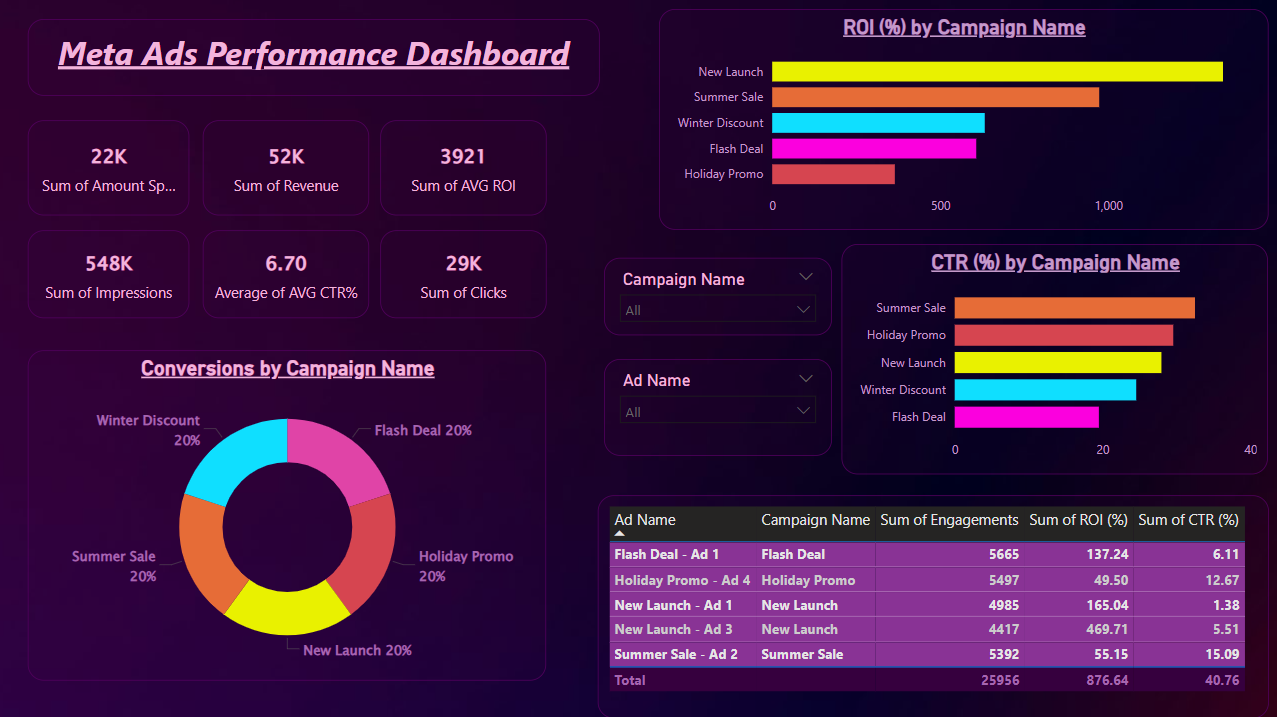 Meta Ads Performance Dashboard
22K
Sum of Amount Sp...
52K
Sum of Revenue
3921
Sum of AVG ROI
548K
Sum of Impressions
6.70
Average of AVG CTR%
29K
Sum of Clicks
ROI (%) by Campaign Name
New Launch
Summer Sale
Winter Discount
Flash Deal
Holiday Promo
0 500 1,000
Campaign Name
All
Ad Name
All
CTR (%) by Campaign Name
Summer Sale
Holiday Promo
New Launch
Winter Discount
Flash Deal
0 20 40
Conversions by Campaign Name
Winter Discount
20%
Flash Deal 20%
Summer Sale
20%
Holiday Promo
20%
New Launch 20%
Ad Name Campaign Name Sum of Engagements Sum of ROI (%) Sum of CTR (%)
Flash Deal - Ad 1 Flash Deal 5665 137.24 6.11
Holiday Promo - Ad 4 Holiday Promo 5497 49.50 12.67
New Launch - Ad 1 New Launch 4985 165.04 1.38
New Launch - Ad 3 New Launch 4417 469.71 5.51
Summer Sale - Ad 2 Summer Sale 5392 55.15 15.09
Total 25956 876.64 40.76